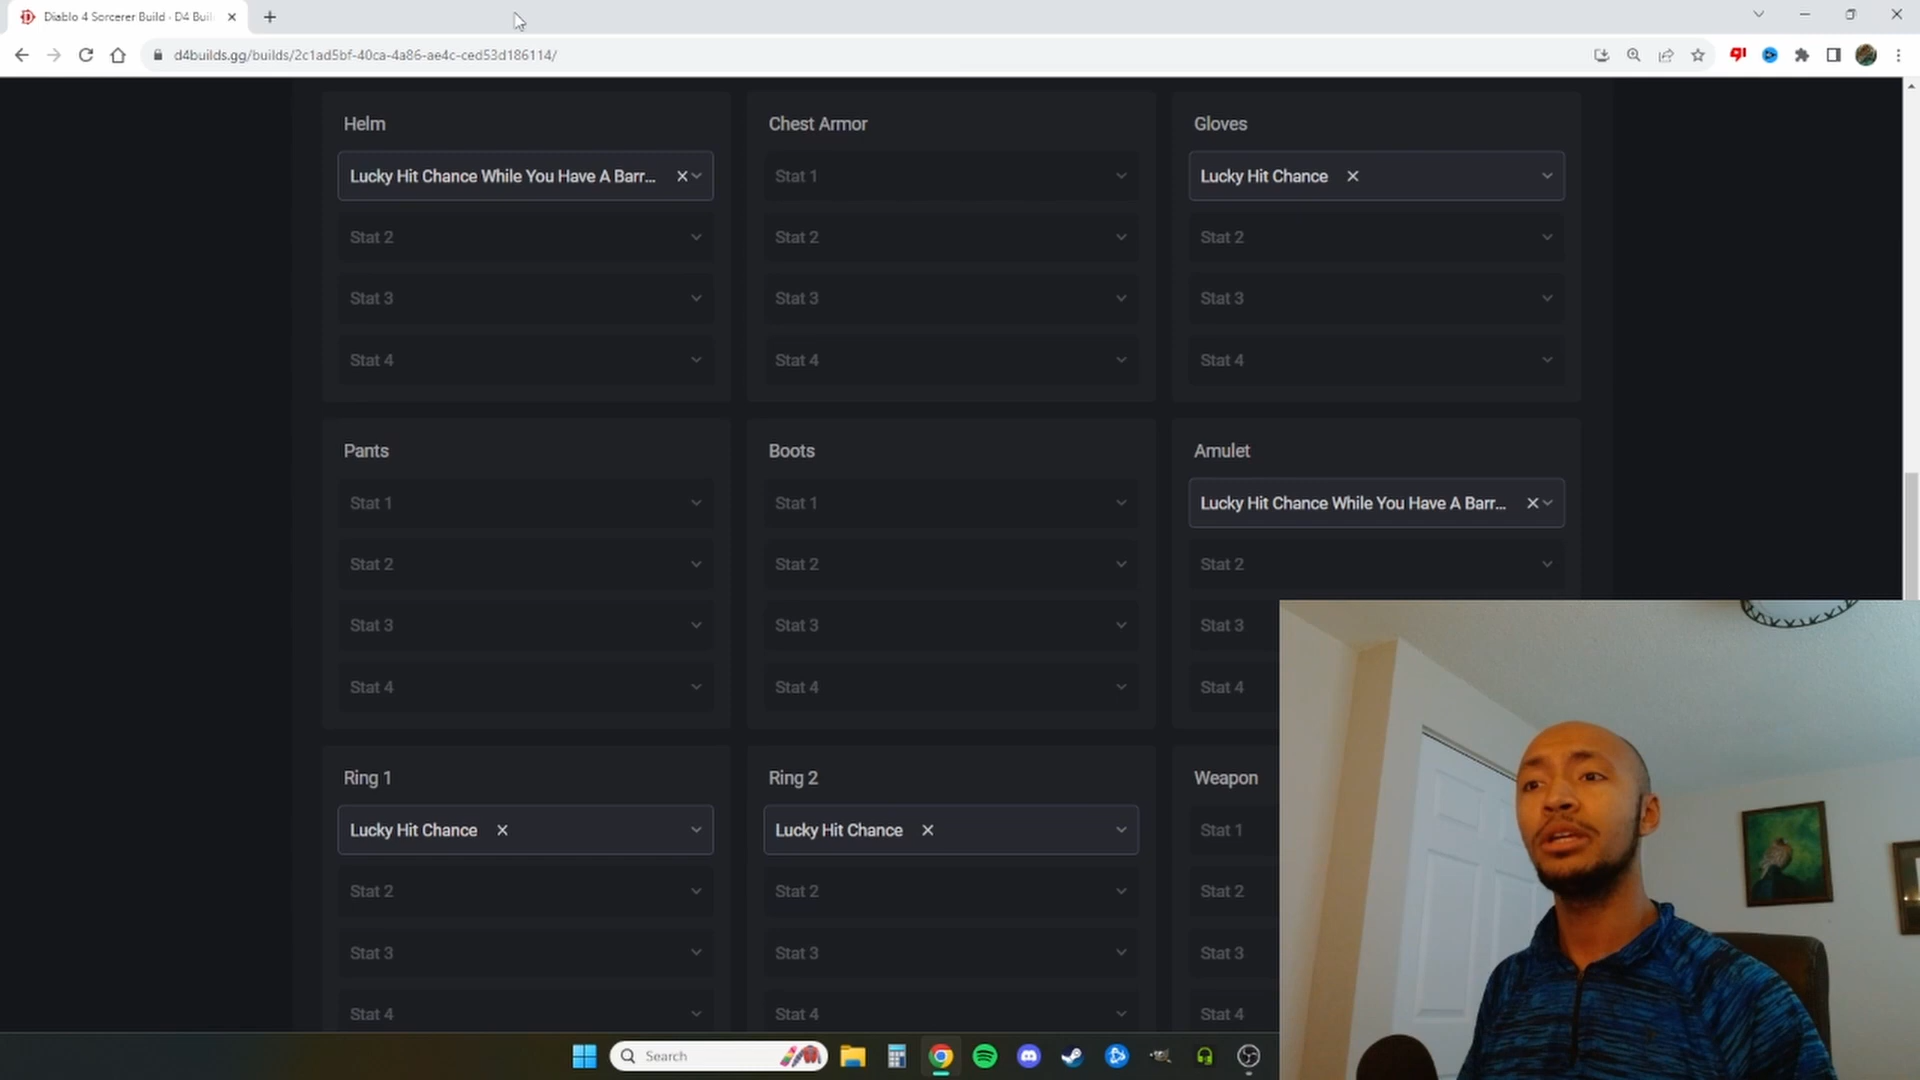 Diablo 4 Sorcerer Build - D4 Buil
d4builds.gg/builds/2c1ad5bf-40ca-4a86-ae4c-ced53d186114/
Helm
Lucky Hit Chance While You Have A Barr...
Stat 2
Stat 3
Stat 4
Chest Armor
Stat 1
Stat 2
Stat 3
Stat 4
Gloves
Lucky Hit Chance
Stat 2
Stat 3
Stat 4
Pants
Stat 1
Stat 2
Stat 3
Stat 4
Boots
Stat 1
Stat 2
Stat 3
Stat 4
Amulet
Lucky Hit Chance While You Have A Barr...
Stat 2
Stat 3
Stat 4
Ring 1
Lucky Hit Chance
Stat 2
Stat 3
Stat 4
Ring 2
Lucky Hit Chance
Stat 2
Stat 3
Stat 4
Weapon
Stat 1
Stat 2
Stat 3
Stat 4
Search